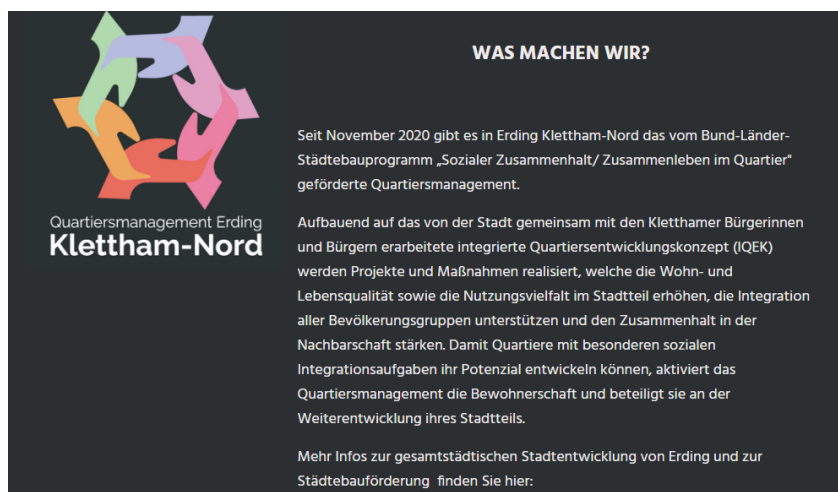 Quartiersmanagement Erding
Klettham-Nord
WAS MACHEN WIR?
Seit November 2020 gibt es in Erding Klettham-Nord das vom Bund-Länder-
Städtebauprogramm „Sozialer Zusammenhalt/ Zusammenleben im Quartier"
geförderte Quartiersmanagement.
Aufbauend auf das von der Stadt gemeinsam mit den Kletthamer Bürgerinnen
und Bürgern erarbeitete integrierte Quartiersentwicklungskonzept (IQEK)
werden Projekte und Maßnahmen realisiert, welche die Wohn- und
Lebensqualität sowie die Nutzungsvielfalt im Stadtteil erhöhen, die Integration
aller Bevölkerungsgruppen unterstützen und den Zusammenhalt in der
Nachbarschaft stärken. Damit Quartiere mit besonderen sozialen
Integrationsaufgaben ihr Potenzial entwickeln können, aktiviert das
Quartiersmanagement die Bewohnerschaft und beteiligt sie an der
Weiterentwicklung ihres Stadtteils.
Mehr Infos zur gesamtstädtischen Stadtentwicklung von Erding und zur
Städtebauförderung finden Sie hier: